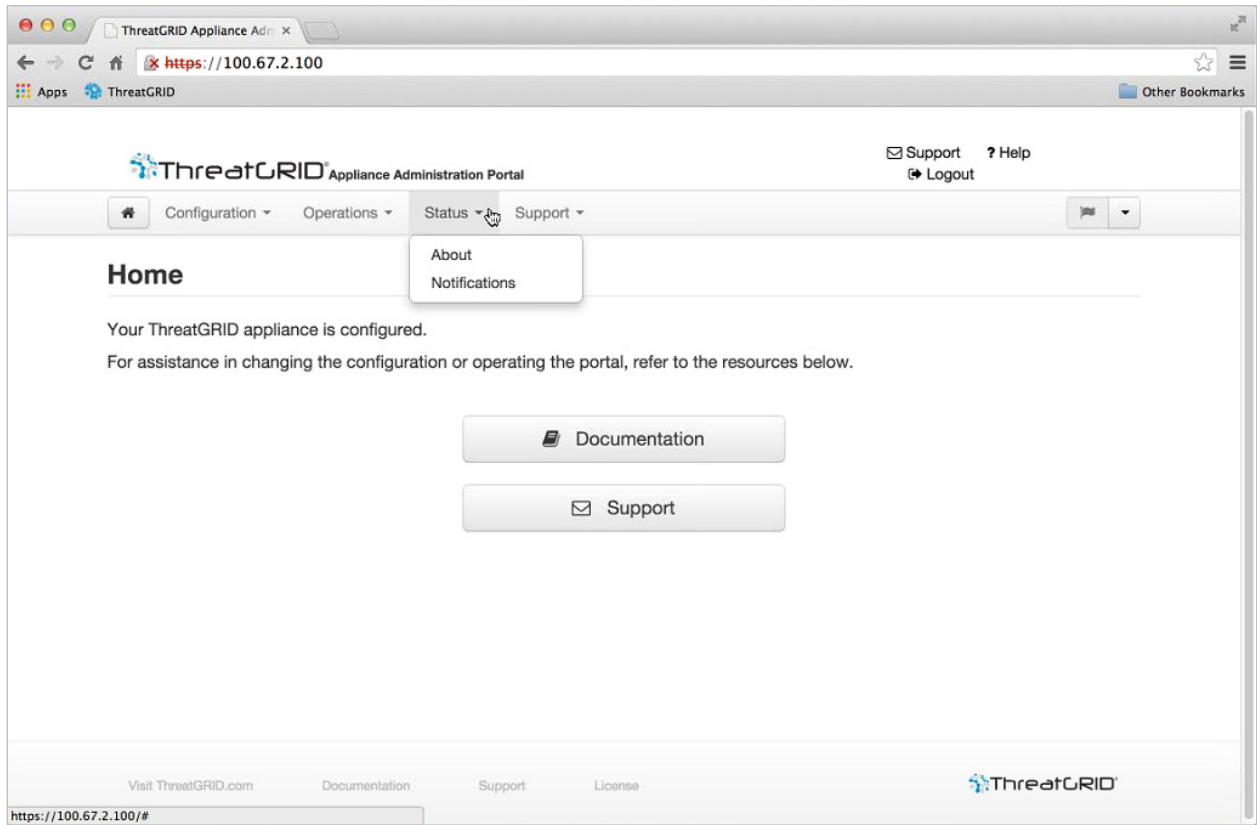 ThreatGRID Appliance Adn
https://100.67.2.100
Apps ThreatGRID Other Bookmarks
ThreatGRID® Appliance Administration Portal
Support ? Help
Logout
Configuration Operations Status Support
About
Notifications
Home
Your ThreatGRID appliance is configured.
For assistance in changing the configuration or operating the portal, refer to the resources below.
Documentation
Support
Visit ThreatGRID.com Documentation Support License ThreatGRID®
https://100.67.2.100/#